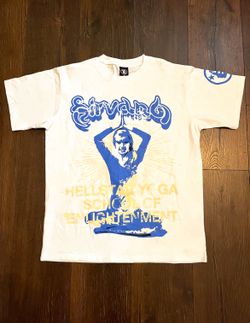 HELLSTAR YOGA
SCHOOL OF
ENLIGHTENMENT